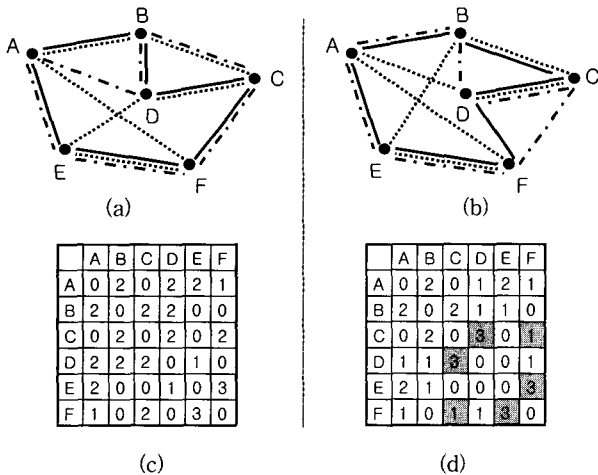 B
A
C
D
E
F
(a)
B
A
C
D
E
F
(b)
A B C D E F
A 0 2 0 2 2 1
B 2 0 2 2 0 0
C 0 2 0 2 0 2
D 2 2 2 0 1 0
E 2 0 0 1 0 3
F 1 0 2 0 3 0
(c)
A B C D E F
A 0 2 0 1 2 1
B 2 0 2 1 1 0
C 0 2 0 3 0 1
D 1 1 3 0 0 1
E 2 1 0 0 0 3
F 1 0 1 1 3 0
(d)